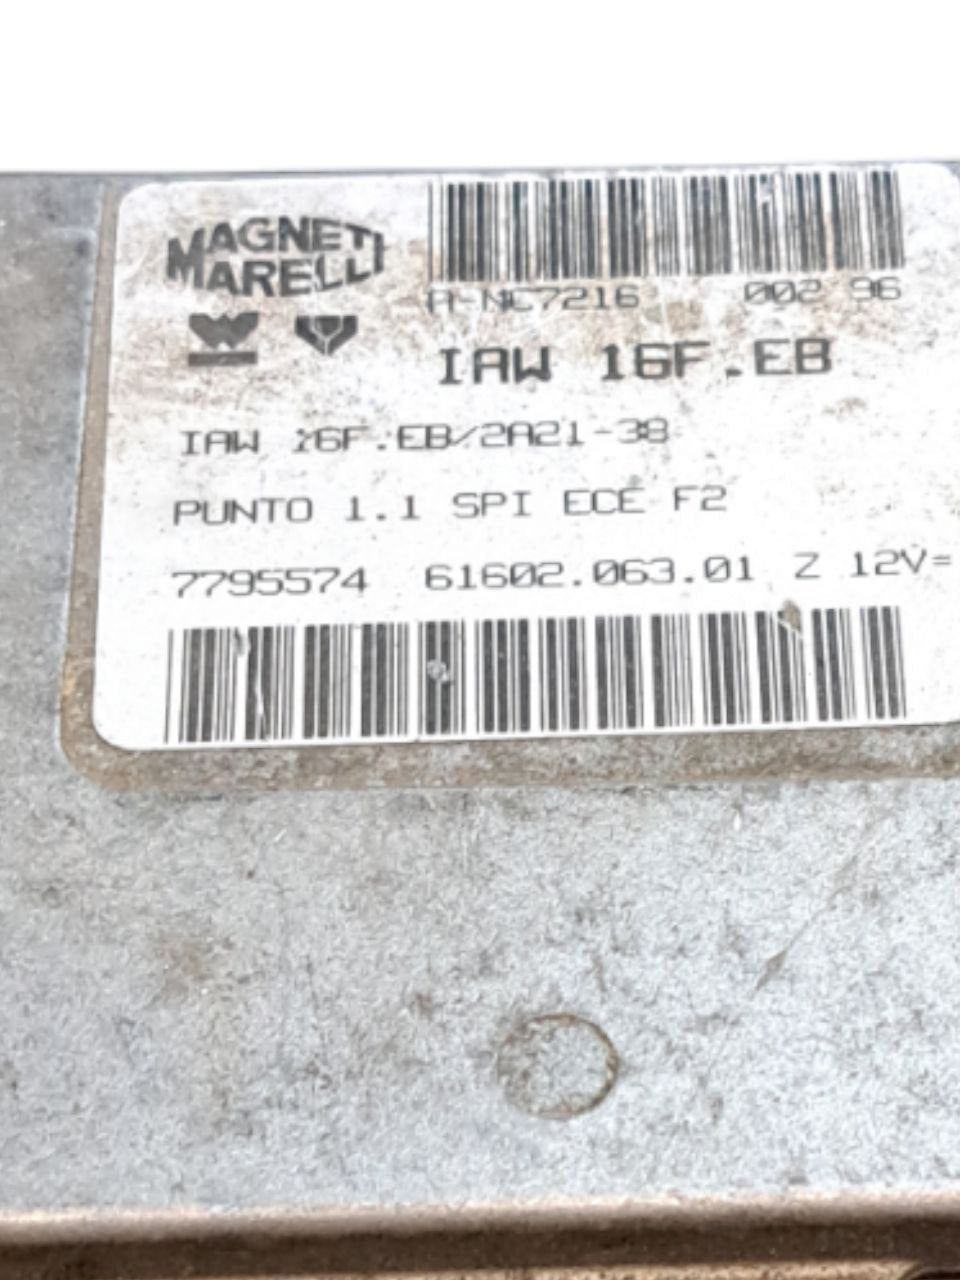 MAGNETI
MARELLI
A-NC7216 002 96
IAW 16F.EB
IAW 16F.EB/2A21-38
PUNTO 1.1 SPI ECE F2
7795574 61602.063.01 Z 12V=